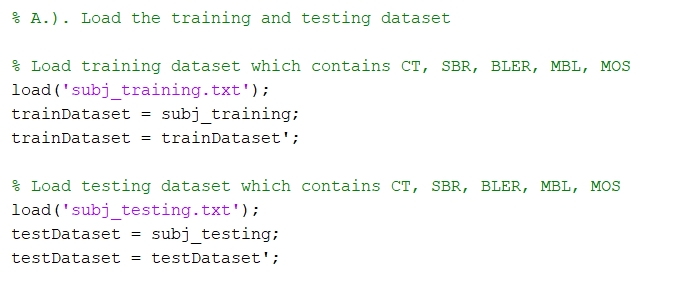 % A.). Load the training and testing dataset
% Load training dataset which contains CT, SBR, BLER, MBL, MOS
load('subj_training.txt');
trainDataset = subj_training;
trainDataset = trainDataset';
% Load testing dataset which contains CT, SBR, BLER, MBL, MOS
load('subj_testing.txt');
testDataset = subj_testing;
testDataset = testDataset';